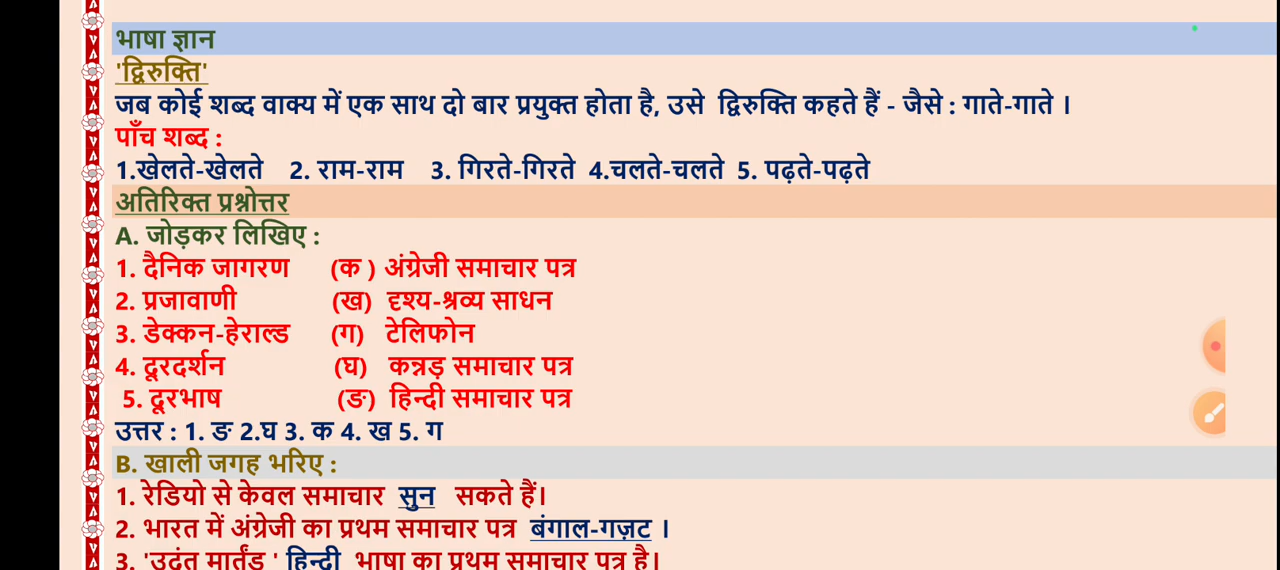 भाषा ज्ञान
'द्विरुक्ति'
जब कोई शब्द वाक्य में एक साथ दो बार प्रयुक्त होता है, उसे द्विरुक्ति कहते हैं - जैसे : गाते-गाते ।
पाँच शब्द :
1.खेलते-खेलते 2. राम-राम 3. गिरते-गिरते 4.चलते-चलते 5. पढ़ते-पढ़ते
अतिरिक्त प्रश्नोत्तर
A. जोड़कर लिखिए :
1. दैनिक जागरण (क ) अंग्रेजी समाचार पत्र
2. प्रजावाणी (ख) दृश्य-श्रव्य साधन
3. डेक्कन-हेराल्ड (ग) टेलिफोन
4. दूरदर्शन (घ) कन्नड़ समाचार पत्र
5. दूरभाष (ङ) हिन्दी समाचार पत्र
उत्तर : 1. ङ 2.घ 3. क 4. ख 5. ग
B. खाली जगह भरिए :
1. रेडियो से केवल समाचार सुन सकते हैं।
2. भारत में अंग्रेजी का प्रथम समाचार पत्र बंगाल-गज़ट ।
3. 'उदंत मार्तंड ' हिन्दी भाषा का प्रथम समाचार पत्र है।